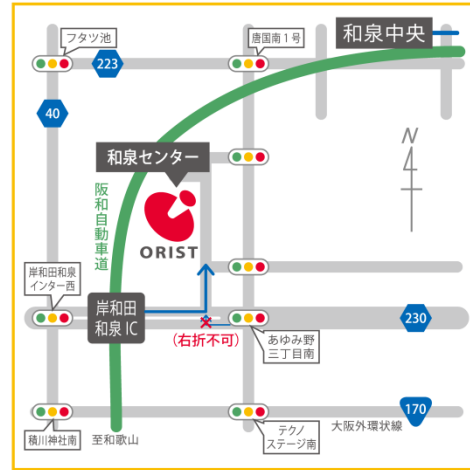 フタツ池
唐国南1号
和泉中央
223
40
N
和泉センター
阪和自動車道
ORIST
岸和田和泉
インター西
岸和田
和泉IC
(右折不可)
あゆみ野
三丁目南
230
積川神社南
至和歌山
テクノ
ステージ南
大阪外環状線
170